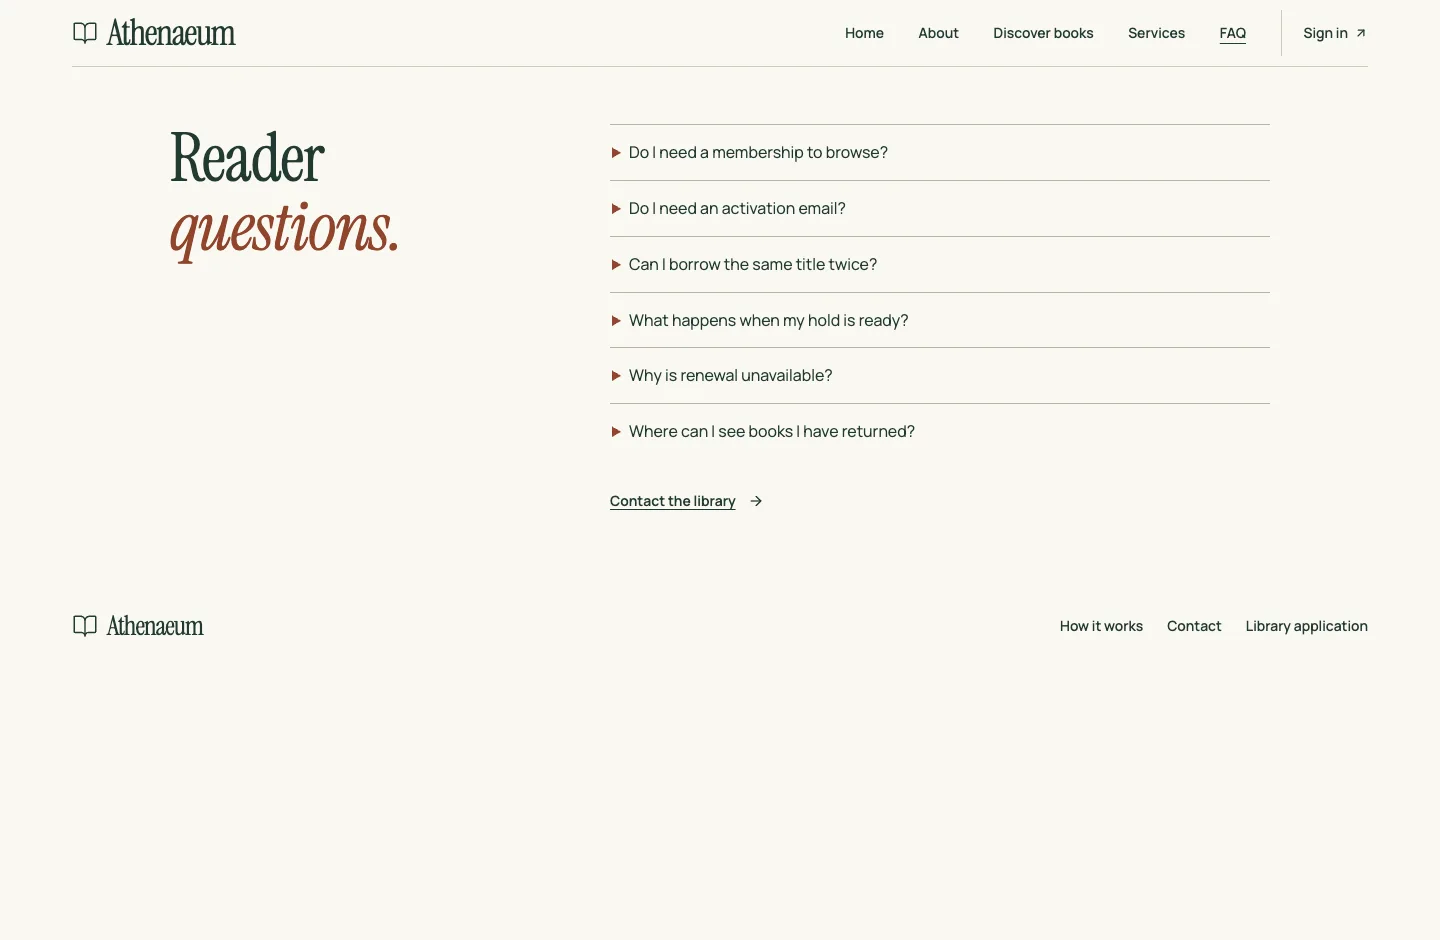 Athenaeum
Home
About
Discover books
Services
FAQ
Sign in
Reader
questions.
Do I need a membership to browse?
Do I need an activation email?
Can I borrow the same title twice?
What happens when my hold is ready?
Why is renewal unavailable?
Where can I see books I have returned?
Contact the library
Athenaeum
How it works
Contact
Library application